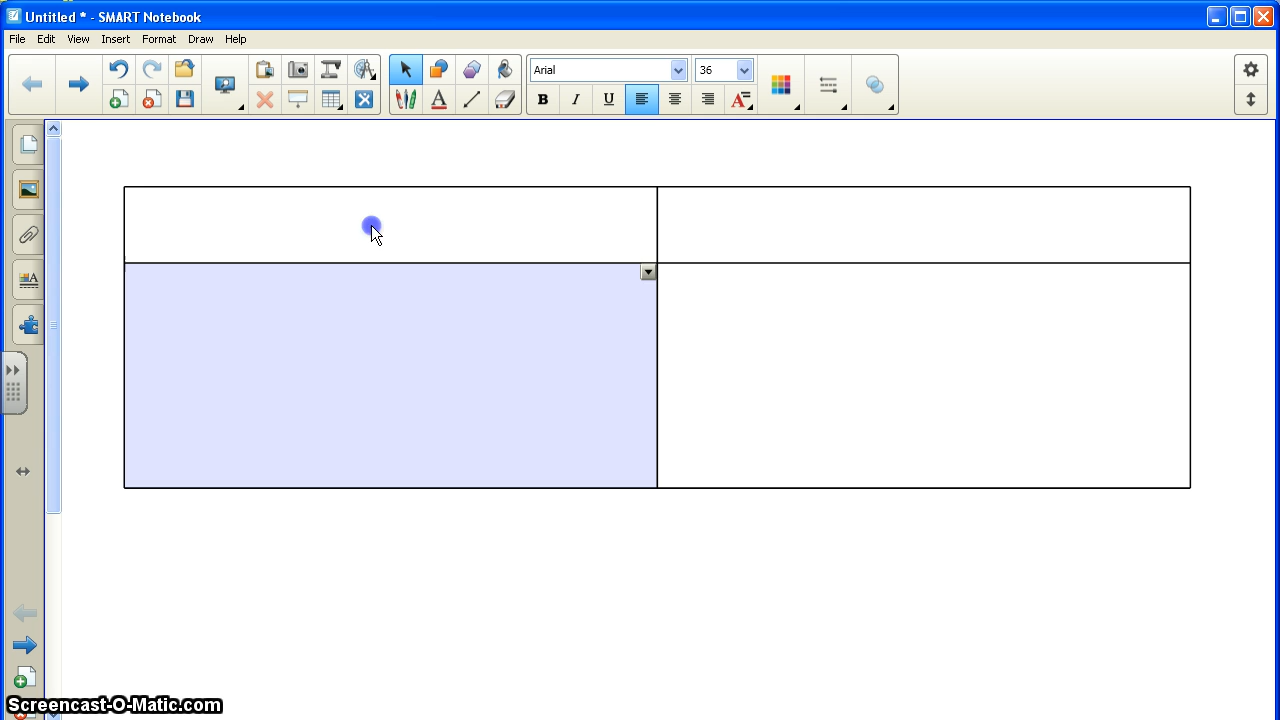 Untitled * - SMART Notebook
File Edit View Insert Format Draw Help
Arial 36
B I U A
Screencast-O-Matic.com